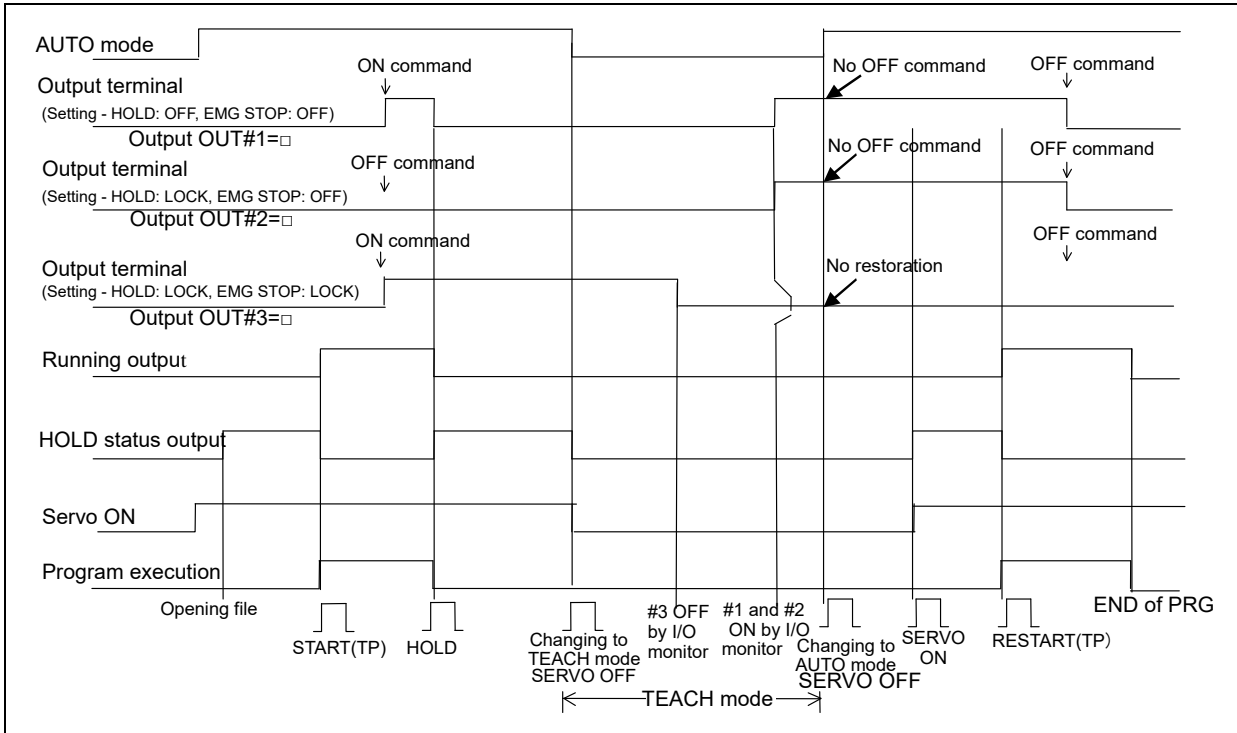 AUTO mode
ON command
No OFF command
OFF command
Output terminal
(Setting - HOLD: OFF, EMG STOP: OFF)
Output OUT#1=□
OFF command
No OFF command
OFF command
Output terminal
(Setting - HOLD: LOCK, EMG STOP: OFF)
Output OUT#2=□
ON command
OFF command
Output terminal
No restoration
(Setting - HOLD: LOCK, EMG STOP: LOCK)
Output OUT#3=□
Running output
HOLD status output
Servo ON
Program execution
Opening file
START(TP)
HOLD
Changing to
TEACH mode
SERVO OFF
#3 OFF
by I/O
monitor
#1 and #2
ON by I/O
monitor
Changing to
AUTO mode
SERVO OFF
SERVO
ON
RESTART(TP)
END of PRG
TEACH mode